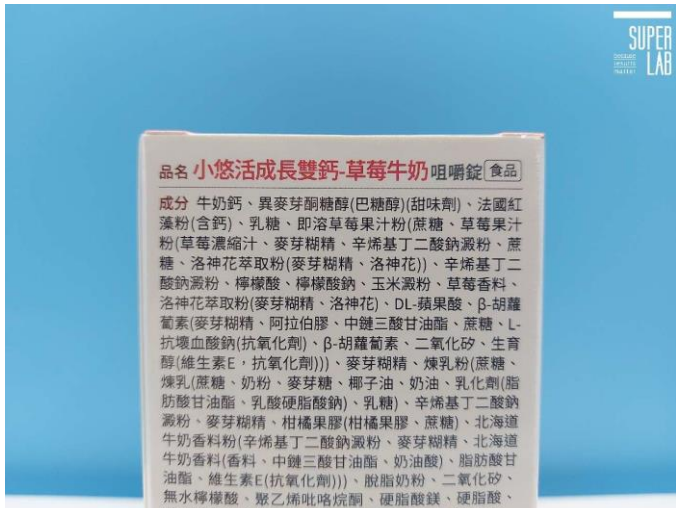 SUPER
LAB
because
results
matter
品名 小悠活成長雙鈣-草莓牛奶 咀嚼錠 食品
成分 牛奶鈣、異麥芽酮糖醇(巴糖醇)(甜味劑)、法國紅
藻粉(含鈣)、乳糖、即溶草莓果汁粉(蔗糖、草莓果汁
粉(草莓濃縮汁、麥芽糊精、辛烯基丁二酸鈉澱粉、蔗
糖、洛神花萃取粉(麥芽糊精、洛神花))、辛烯基丁二
酸鈉澱粉、檸檬酸、檸檬酸鈉、玉米澱粉、草莓香料、
洛神花萃取粉(麥芽糊精、洛神花)、DL-蘋果酸、β-胡蘿
蔔素(麥芽糊精、阿拉伯膠、中鏈三酸甘油酯、蔗糖、L-
抗壞血酸鈉(抗氧化劑)、β-胡蘿蔔素、二氧化矽、生育
醇(維生素E，抗氧化劑)))、麥芽糊精、煉乳粉(蔗糖、
煉乳(蔗糖、奶粉、麥芽糖、椰子油、奶油、乳化劑(脂
肪酸甘油酯、乳酸硬脂酸鈉)、乳糖)、辛烯基丁二酸鈉
澱粉、麥芽糊精、柑橘果膠(柑橘果膠、蔗糖)、北海道
牛奶香料粉(辛烯基丁二酸鈉澱粉、麥芽糊精、北海道
牛奶香料(香料、中鏈三酸甘油酯、奶油酸)、脂肪酸甘
油酯、維生素E(抗氧化劑)))、脫脂奶粉、二氧化矽、
無水檸檬酸、聚乙烯吡咯烷酮、硬脂酸鎂、硬脂酸、